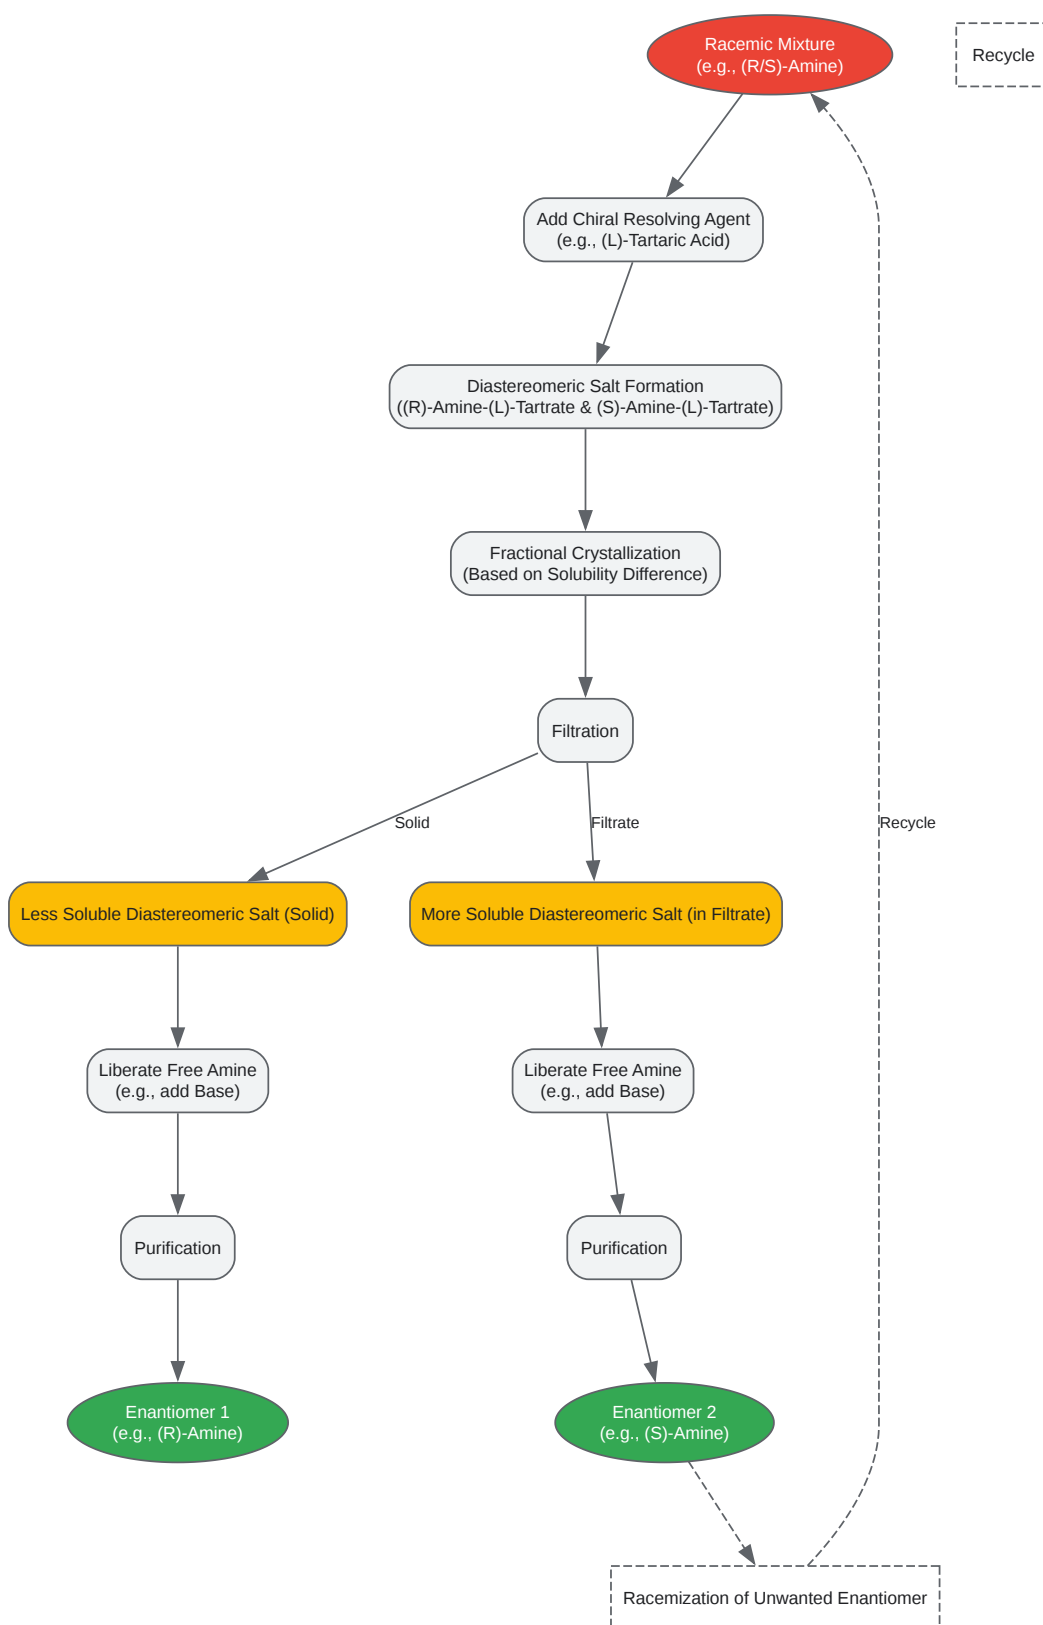 Racemic Mixture
(e.g., (R/S)-Amine)
Recycle
Add Chiral Resolving Agent
(e.g., (L)-Tartaric Acid)
Diastereomeric Salt Formation
((R)-Amine-(L)-Tartrate & (S)-Amine-(L)-Tartrate)
Fractional Crystallization
(Based on Solubility Difference)
Filtration
Solid
Filtrate
Recycle
Less Soluble Diastereomeric Salt (Solid)
More Soluble Diastereomeric Salt (in Filtrate)
Liberate Free Amine
(e.g., add Base)
Liberate Free Amine
(e.g., add Base)
Purification
Purification
Enantiomer 1
(e.g., (R)-Amine)
Enantiomer 2
(e.g., (S)-Amine)
Racemization of Unwanted Enantiomer